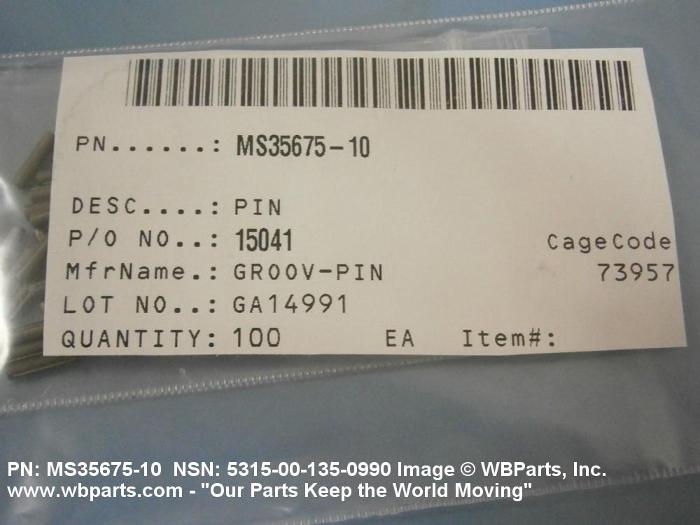 PN......: MS35675-10
DESC....: PIN
P/O NO..: 15041 CageCode
MfrName.: GROOV-PIN 73957
LOT NO..: GA14991
QUANTITY: 100 EA Item#:
PN: MS35675-10 NSN: 5315-00-135-0990 Image © WBParts, Inc.
www.wbparts.com - "Our Parts Keep the World Moving"